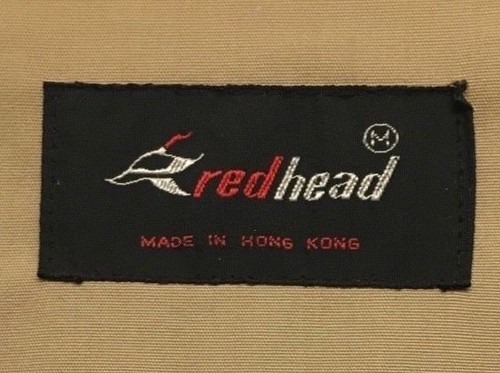 M
redhead
MADE IN HONG KONG